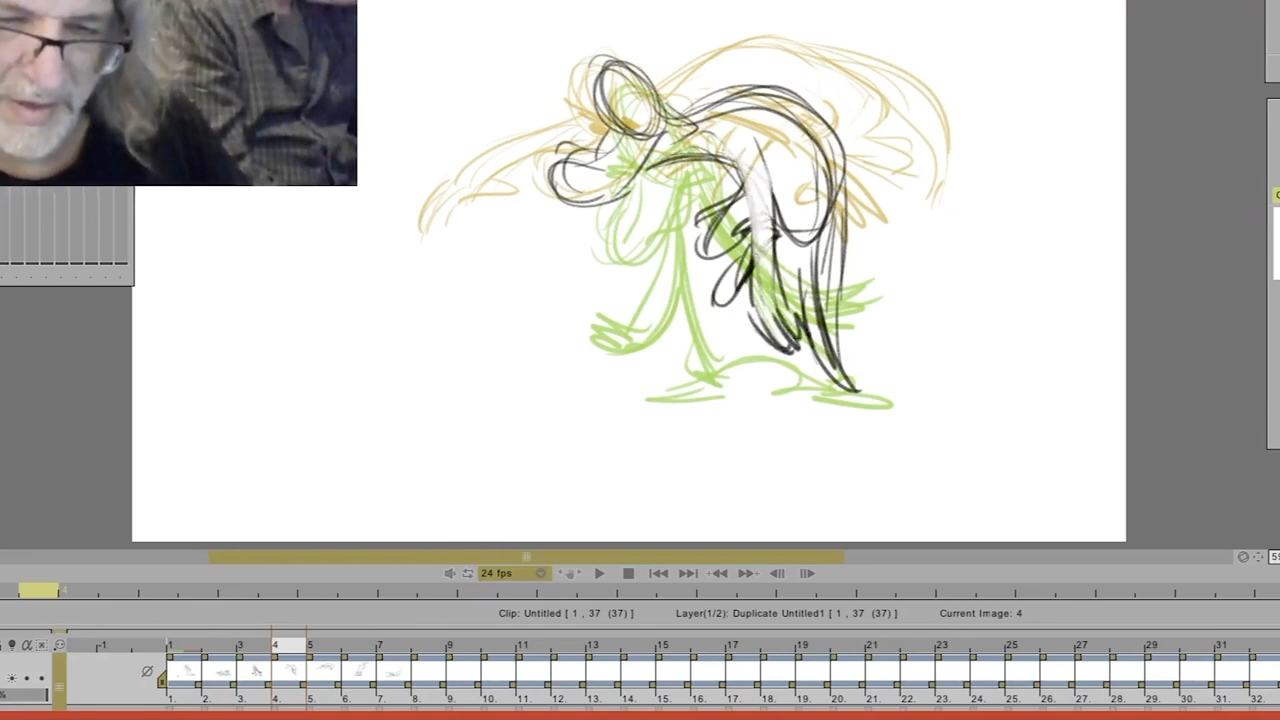 59
24 fps
4
Clip: Untitled [ 1 , 37 (37) ]
Layer(1/2): Duplicate Untitled1 [ 1 , 37 (37) ]
Current Image: 4
-1 1 3 4 5 7 9 11 13 15 17 19 21 23 25 27 29 31
1. 2. 3. 4. 5. 6. 7. 8. 9. 10. 11. 12. 13. 14. 15. 16. 17. 18. 19. 20. 21. 22. 23. 24. 25. 26. 27. 28. 29. 30. 31. 32.
%